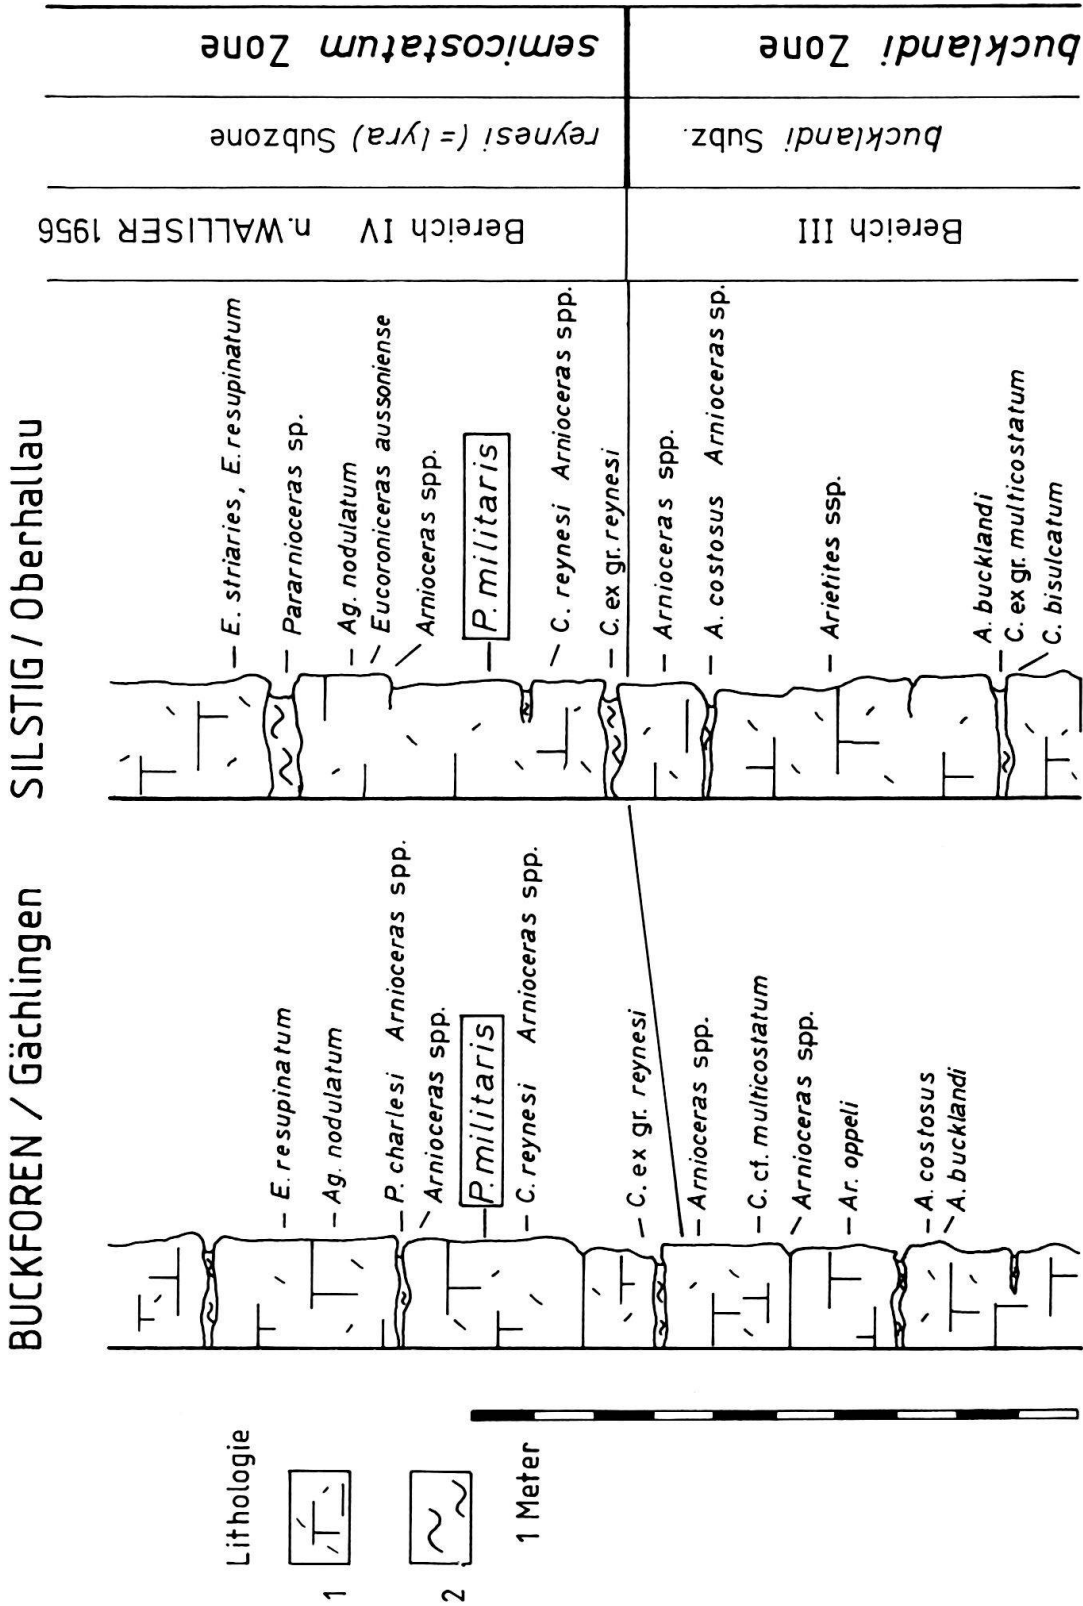 BUCKFOREN / Gächlingen
E. resupinatum
Ag. nodulatum
P. charlesi Arnioceras spp.
Arnioceras spp.
P. militaris
C. reynesi Arnioceras spp.
C. ex gr. reynesi
Arnioceras spp.
C. cf. multicostatum
Arnioceras spp.
Ar. oppeli
A. costosus
A. bucklandi
SILSTIG / Oberhallau
E. striaries, E. resupinatum
Pararnioceras sp.
Ag. nodulatum
Eucoroniceras aussoniense
Arnioceras spp.
P. militaris
C. reynesi Arnioceras spp.
C. ex gr. reynesi
Arnioceras spp.
A. costosus Arnioceras sp.
Arietites ssp.
A. bucklandi
C. ex gr. multicostatum
C. bisulcatum
Bereich IV n. WALLISER 1956
Bereich III
reynesi (= lyra) Subzone
bucklandi Subz.
semicostatum Zone
bucklandi Zone
Lithologie
1
2
1 Meter